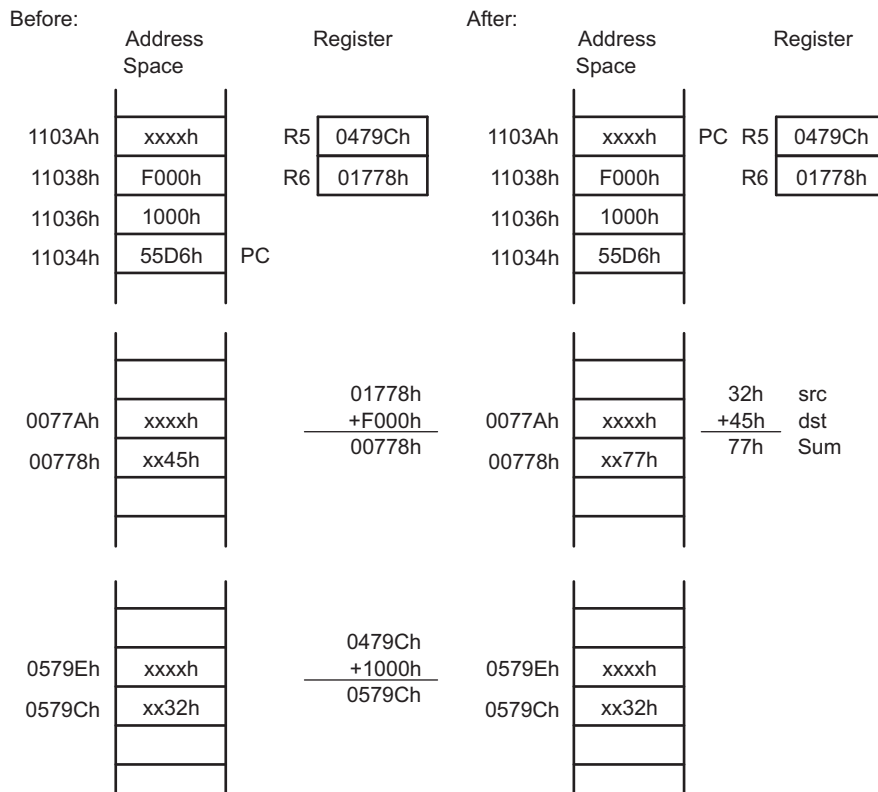 Before:
Address Space
Register
1103Ah xxxxh R5 0479Ch
11038h F000h R6 01778h
11036h 1000h
11034h 55D6h PC
0077Ah xxxxh
00778h xx45h
01778h
+F000h
00778h
0579Eh xxxxh
0579Ch xx32h
0479Ch
+1000h
0579Ch
After:
Address Space
Register
1103Ah xxxxh PC R5 0479Ch
11038h F000h R6 01778h
11036h 1000h
11034h 55D6h
0077Ah xxxxh
00778h xx77h
32h src
+45h dst
77h Sum
0579Eh xxxxh
0579Ch xx32h